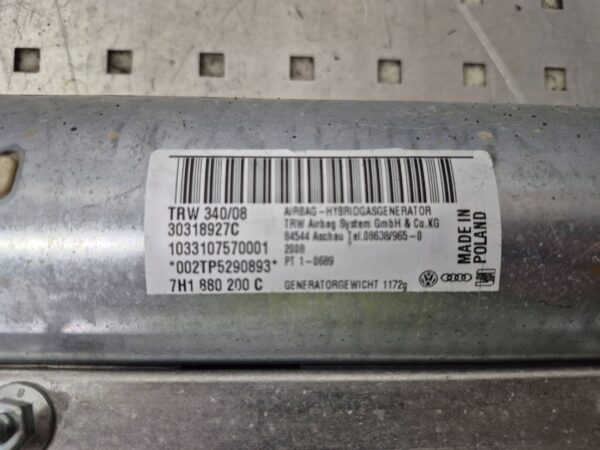 TRW 340/08
30318927C
1033107570001
*002TP5290893*
7H1 880 200 C
AIRBAG-HYBRIDGASGENERATOR
TRW Airbag System GmbH & Co.KG
84544 Aschau Tel.08638/965-0
2008
PT 1-0689
GENERATORGEWICHT 1172g
MADE IN
POLAND